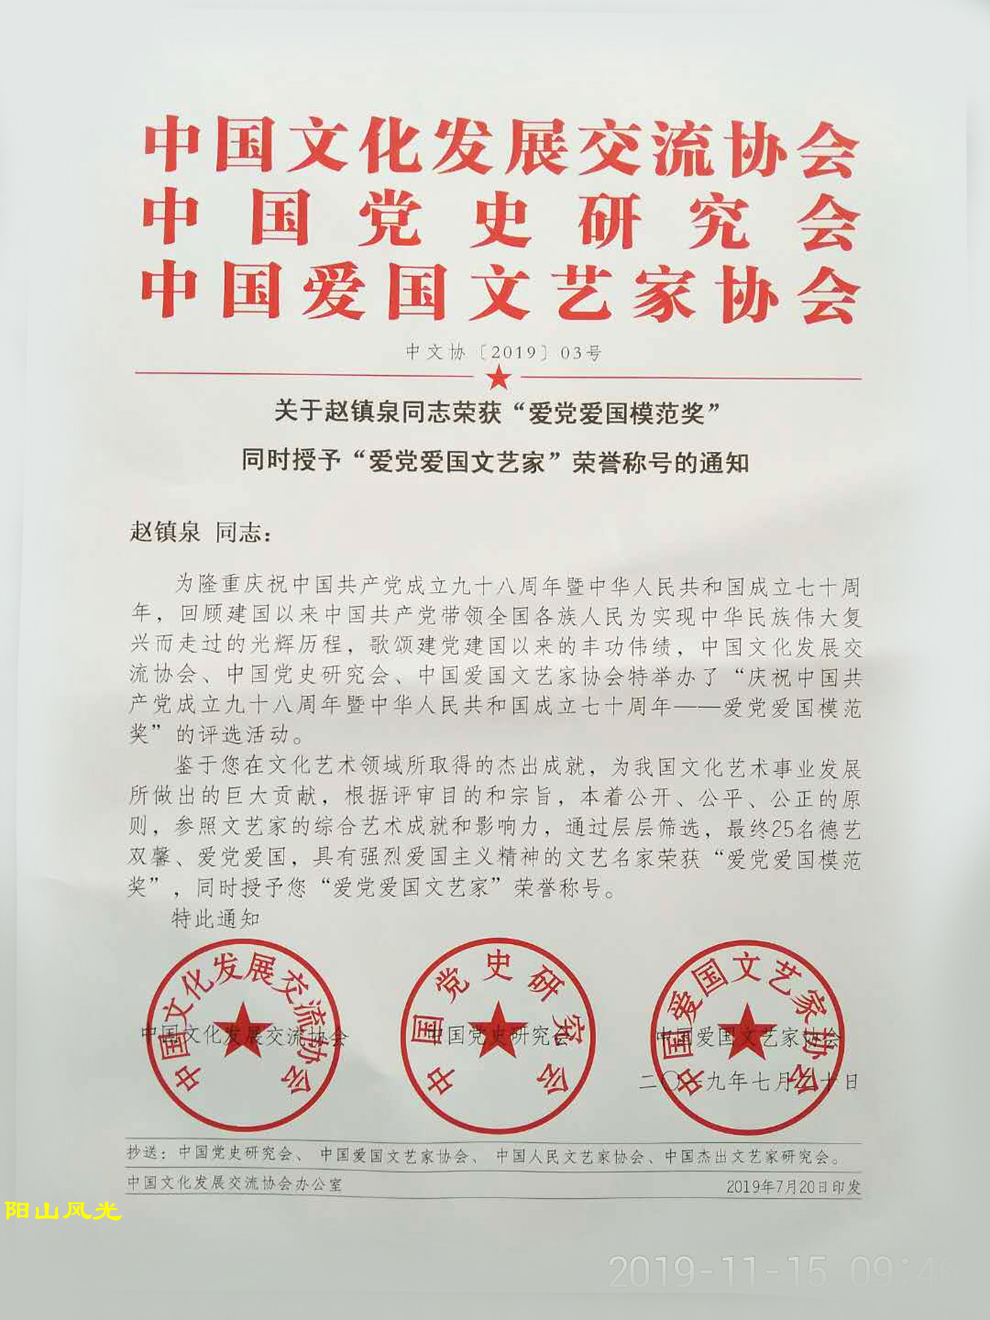 中国文化发展交流协会
中国党史研究会
中国爱国文艺家协会
中文协〔2019〕03号
关于赵镇泉同志荣获“爱党爱国模范奖”
同时授予“爱党爱国文艺家”荣誉称号的通知
赵镇泉 同志：
为隆重庆祝中国共产党成立九十八周年暨中华人民共和国成立七十周
年，回顾建国以来中国共产党带领全国各族人民为实现中华民族伟大复
兴而走过的光辉历程，歌颂建党建国以来的丰功伟绩，中国文化发展交
流协会、中国党史研究会、中国爱国文艺家协会特举办了“庆祝中国共
产党成立九十八周年暨中华人民共和国成立七十周年——爱党爱国模范
奖”的评选活动。
鉴于您在文化艺术领域所取得的杰出成就，为我国文化艺术事业发展
所做出的巨大贡献，根据评审目的和宗旨，本着公开、公平、公正的原
则，参照文艺家的综合艺术成就和影响力，通过层层筛选，最终25名德艺
双馨、爱党爱国，具有强烈爱国主义精神的文艺名家荣获“爱党爱国模范
奖”，同时授予您“爱党爱国文艺家”荣誉称号。
特此通知
中国文化发展交流协会
中国党史研究会
中国爱国文艺家协会
中国文化发展交流协会 中国党史研究会 中国爱国文艺家协会
二〇一九年七月二十日
抄送：中国党史研究会、 中国爱国文艺家协会、 中国人民文艺家协会、中国杰出文艺家研究会。
中国文化发展交流协会办公室 2019年7月20日印发
阳山风光
2019-11-15 09:46